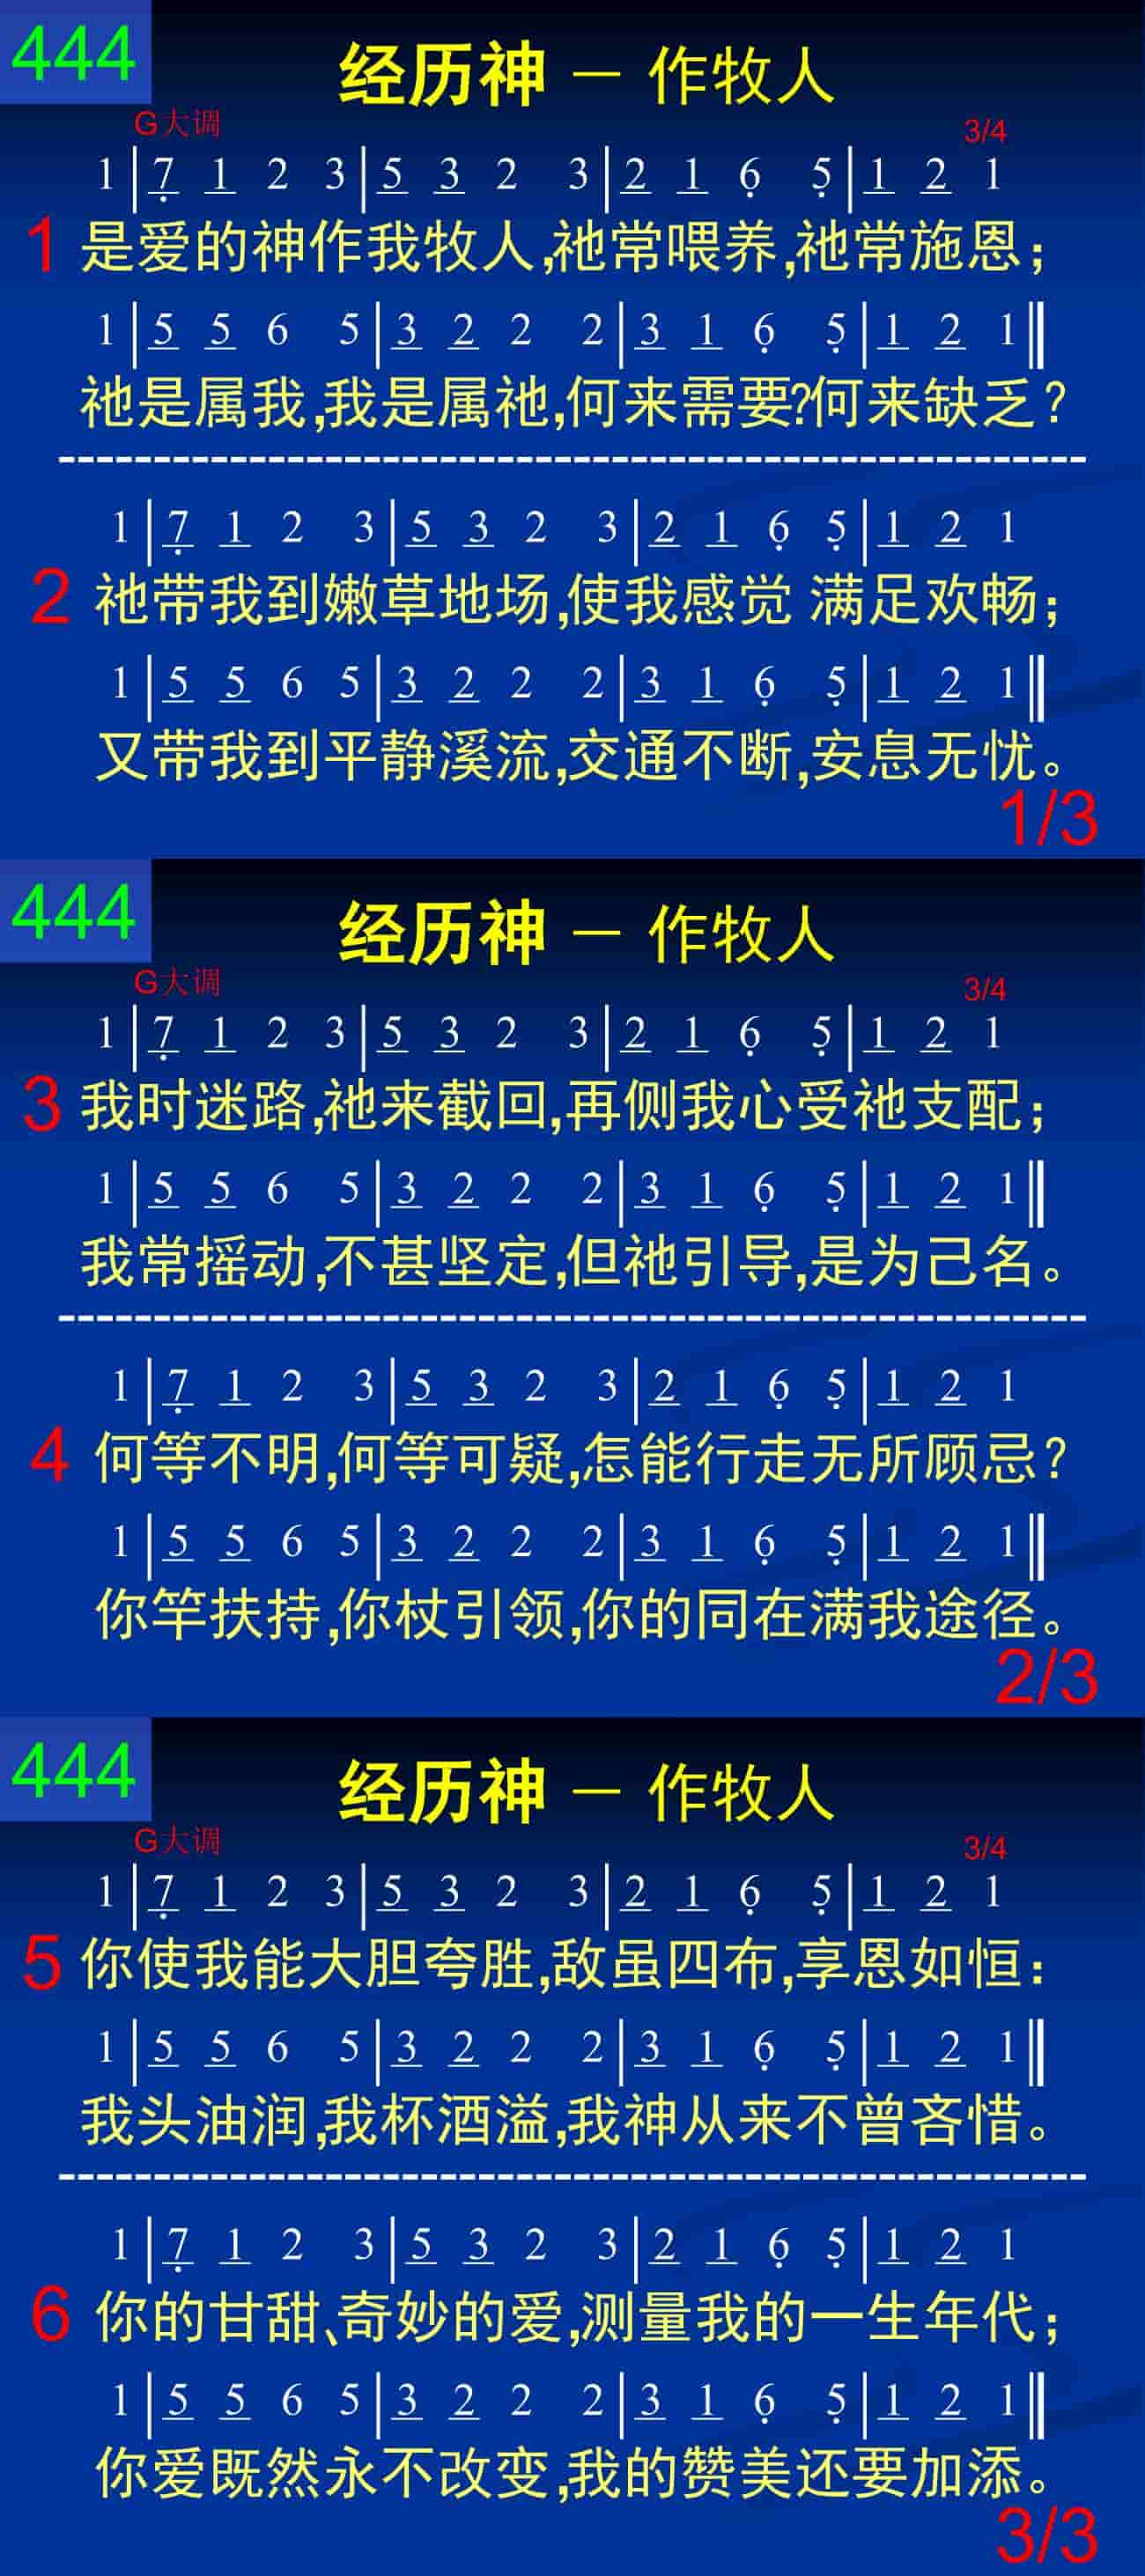 444
经历神 — 作牧人
G大调
3/4
1|7̣ 1 2 3|5 3 2 3|2 1 6̣ 5̣|1 2 1
1 是爱的神作我牧人,祂常喂养,祂常施恩;
1|5 5 6 5|3 2 2 2|3 1 6̣ 5̣|1 2 1‖
祂是属我,我是属祂,何来需要?何来缺乏?
1|7̣ 1 2 3|5 3 2 3|2 1 6̣ 5̣|1 2 1
2 祂带我到嫩草地场,使我感觉 满足欢畅;
1|5 5 6 5|3 2 2 2|3 1 6̣ 5̣|1 2 1‖
又带我到平静溪流,交通不断,安息无忧。
1/3
444
经历神 — 作牧人
G大调
3/4
1|7̣ 1 2 3|5 3 2 3|2 1 6̣ 5̣|1 2 1
3 我时迷路,祂来截回,再侧我心受祂支配;
1|5 5 6 5|3 2 2 2|3 1 6̣ 5̣|1 2 1‖
我常摇动,不甚坚定,但祂引导,是为己名。
1|7̣ 1 2 3|5 3 2 3|2 1 6̣ 5̣|1 2 1
4 何等不明,何等可疑,怎能行走无所顾忌?
1|5 5 6 5|3 2 2 2|3 1 6̣ 5̣|1 2 1‖
你竿扶持,你杖引领,你的同在满我途径。
2/3
444
经历神 — 作牧人
G大调
3/4
1|7̣ 1 2 3|5 3 2 3|2 1 6̣ 5̣|1 2 1
5 你使我能大胆夸胜,敌虽四布,享恩如恒:
1|5 5 6 5|3 2 2 2|3 1 6̣ 5̣|1 2 1‖
我头油润,我杯酒溢,我神从来不曾吝惜。
1|7̣ 1 2 3|5 3 2 3|2 1 6̣ 5̣|1 2 1
6 你的甘甜、奇妙的爱,测量我的一生年代;
1|5 5 6 5|3 2 2 2|3 1 6̣ 5̣|1 2 1‖
你爱既然永不改变,我的赞美还要加添。
3/3